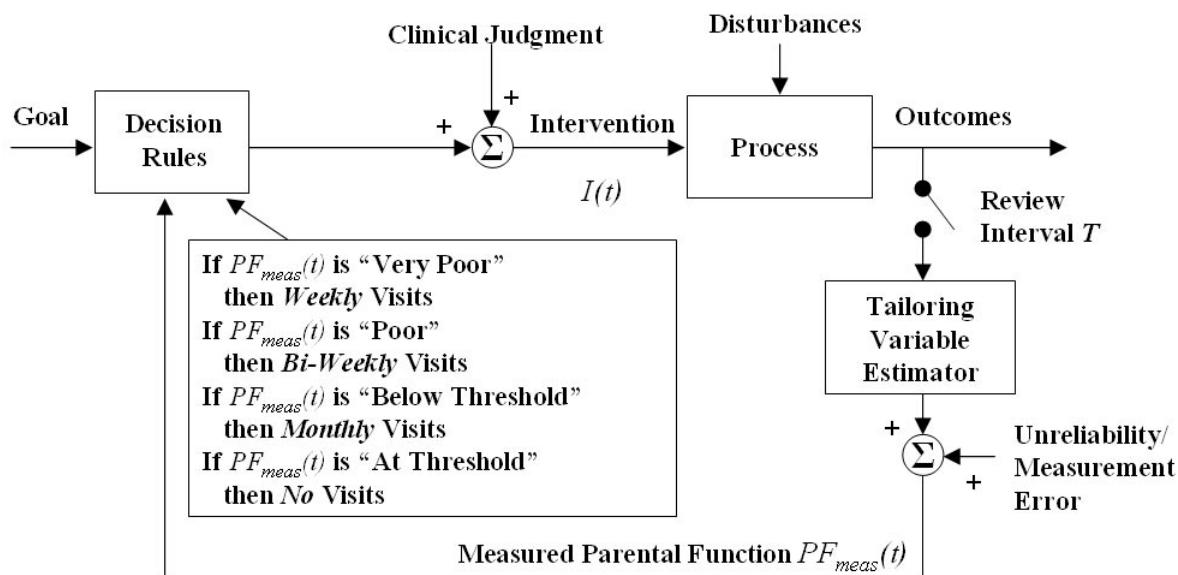 Clinical Judgment
Disturbances
Goal
Decision
Rules
+
+
Σ
Intervention
I(t)
Process
Outcomes
Review
Interval T
If PFmeas(t) is “Very Poor”
then Weekly Visits
If PFmeas(t) is “Poor”
then Bi-Weekly Visits
If PFmeas(t) is “Below Threshold”
then Monthly Visits
If PFmeas(t) is “At Threshold”
then No Visits
Tailoring
Variable
Estimator
+
Σ
+
Unreliability/
Measurement
Error
Measured Parental Function PFmeas(t)